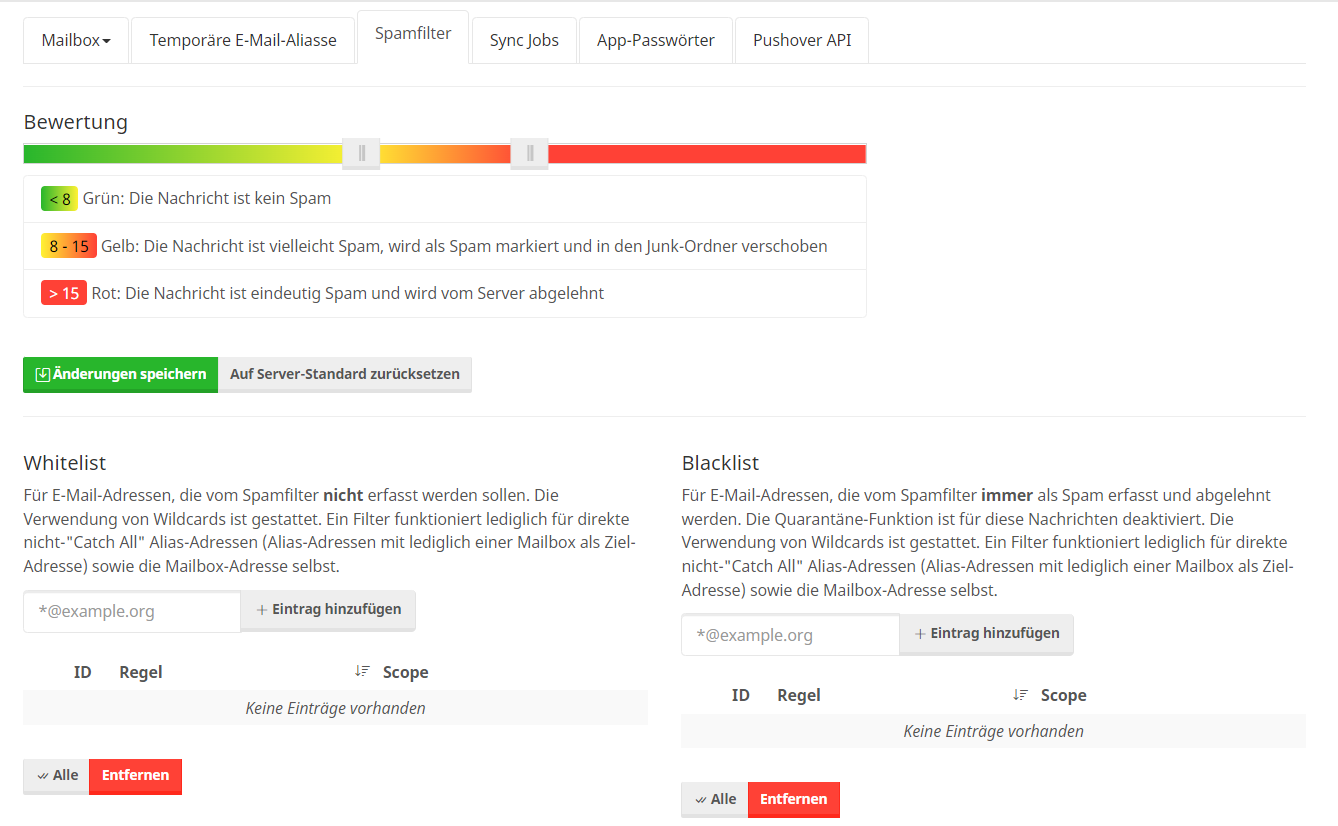 Mailbox
Temporäre E-Mail-Aliasse
Spamfilter
Sync Jobs
App-Passwörter
Pushover API
Bewertung
< 8 Grün: Die Nachricht ist kein Spam
8 - 15 Gelb: Die Nachricht ist vielleicht Spam, wird als Spam markiert und in den Junk-Ordner verschoben
> 15 Rot: Die Nachricht ist eindeutig Spam und wird vom Server abgelehnt
Änderungen speichern
Auf Server-Standard zurücksetzen
Whitelist
Für E-Mail-Adressen, die vom Spamfilter nicht erfasst werden sollen. Die
Verwendung von Wildcards ist gestattet. Ein Filter funktioniert lediglich für direkte
nicht-"Catch All" Alias-Adressen (Alias-Adressen mit lediglich einer Mailbox als Ziel-
Adresse) sowie die Mailbox-Adresse selbst.
*@example.org
+ Eintrag hinzufügen
ID Regel Scope
Keine Einträge vorhanden
Alle
Entfernen
Blacklist
Für E-Mail-Adressen, die vom Spamfilter immer als Spam erfasst und abgelehnt
werden. Die Quarantäne-Funktion ist für diese Nachrichten deaktiviert. Die
Verwendung von Wildcards ist gestattet. Ein Filter funktioniert lediglich für direkte
nicht-"Catch All" Alias-Adressen (Alias-Adressen mit lediglich einer Mailbox als Ziel-
Adresse) sowie die Mailbox-Adresse selbst.
*@example.org
+ Eintrag hinzufügen
ID Regel Scope
Keine Einträge vorhanden
Alle
Entfernen